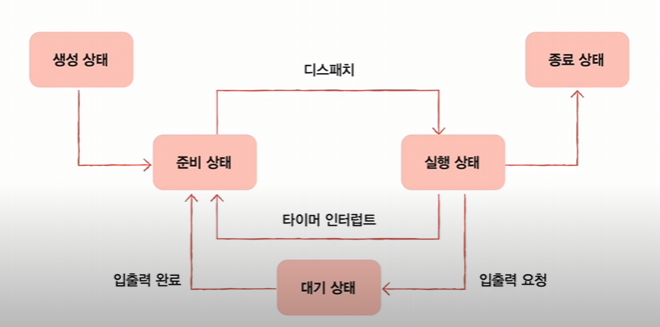 생성 상태
종료 상태
디스패치
준비 상태
실행 상태
타이머 인터럽트
입출력 완료
대기 상태
입출력 요청